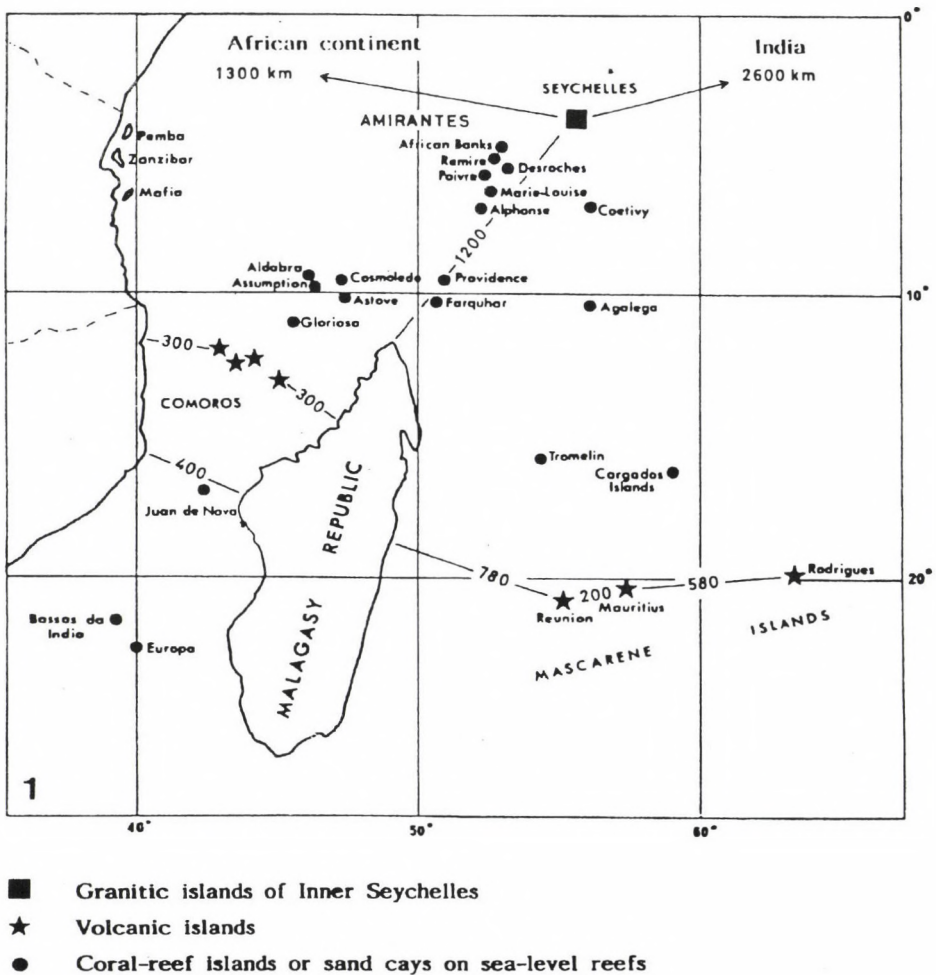 0°
African continent
1300 km
India
2600 km
SEYCHELLES
AMIRANTES
African Banks
Remire
Desroches
Poivre
Marie-Louise
Alphonse
Coetivy
Pemba
Zanzibar
Mafia
1200
Aldabra
Assumption
Cosmoledo
Astove
Providence
Farquhar
Agalega
Gloriosa
10°
300
300
COMOROS
400
Juan de Nova
MALAGASY REPUBLIC
Tromelin
Cargados
Islands
780
200
580
Rodrigues
20°
Reunion
Mauritius
MASCARENE ISLANDS
Bassas da
India
Europa
1
40°
50°
60°
Granitic islands of Inner Seychelles
Volcanic islands
Coral-reef islands or sand cays on sea-level reefs